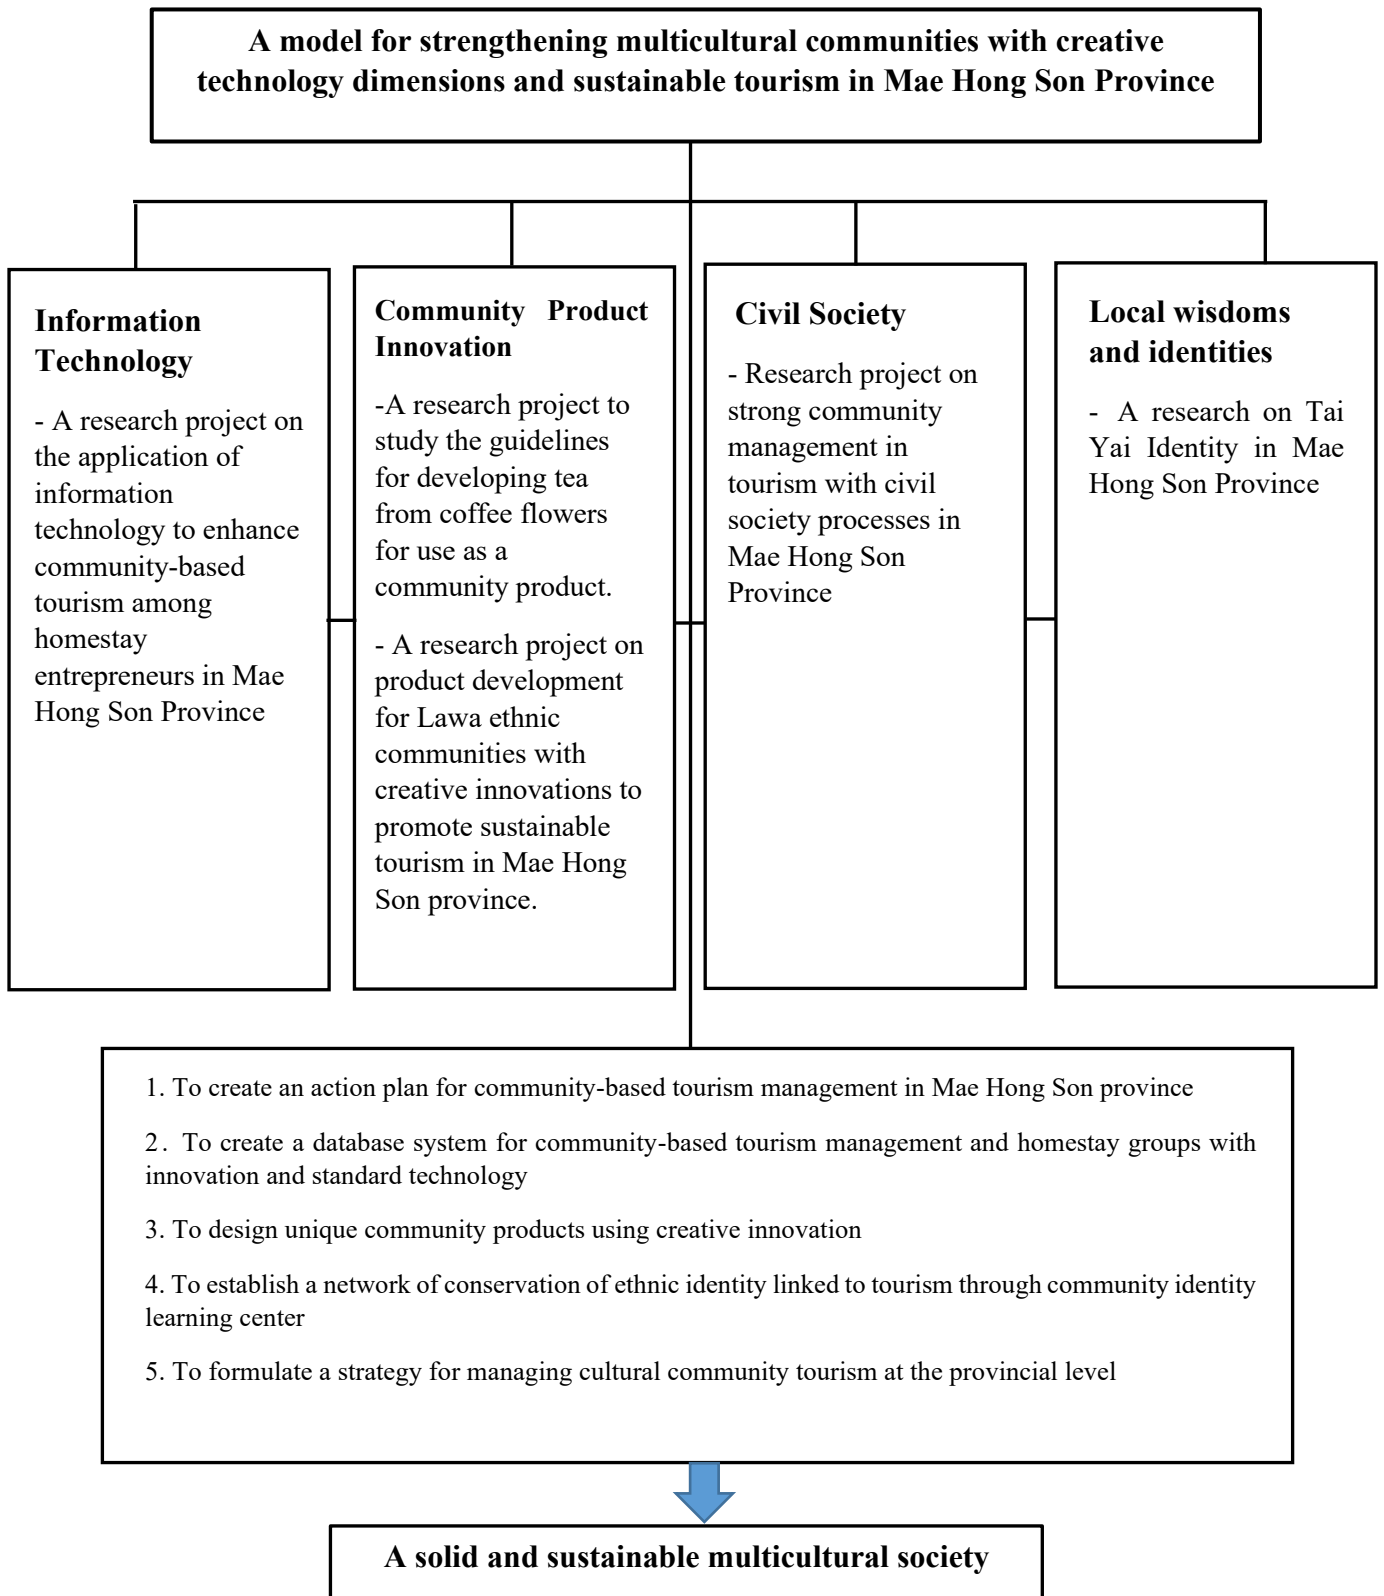 A model for strengthening multicultural communities with creative
technology dimensions and sustainable tourism in Mae Hong Son Province
Information
Technology
- A research project on
the application of
information
technology to enhance
community-based
tourism among
homestay
entrepreneurs in Mae
Hong Son Province
Community Product
Innovation
-A research project to
study the guidelines
for developing tea
from coffee flowers
for use as a
community product.
- A research project on
product development
for Lawa ethnic
communities with
creative innovations to
promote sustainable
tourism in Mae Hong
Son province.
Civil Society
- Research project on
strong community
management in
tourism with civil
society processes in
Mae Hong Son
Province
Local wisdoms
and identities
- A research on Tai
Yai Identity in Mae
Hong Son Province
1. To create an action plan for community-based tourism management in Mae Hong Son province
2. To create a database system for community-based tourism management and homestay groups with
innovation and standard technology
3. To design unique community products using creative innovation
4. To establish a network of conservation of ethnic identity linked to tourism through community identity
learning center
5. To formulate a strategy for managing cultural community tourism at the provincial level
A solid and sustainable multicultural society